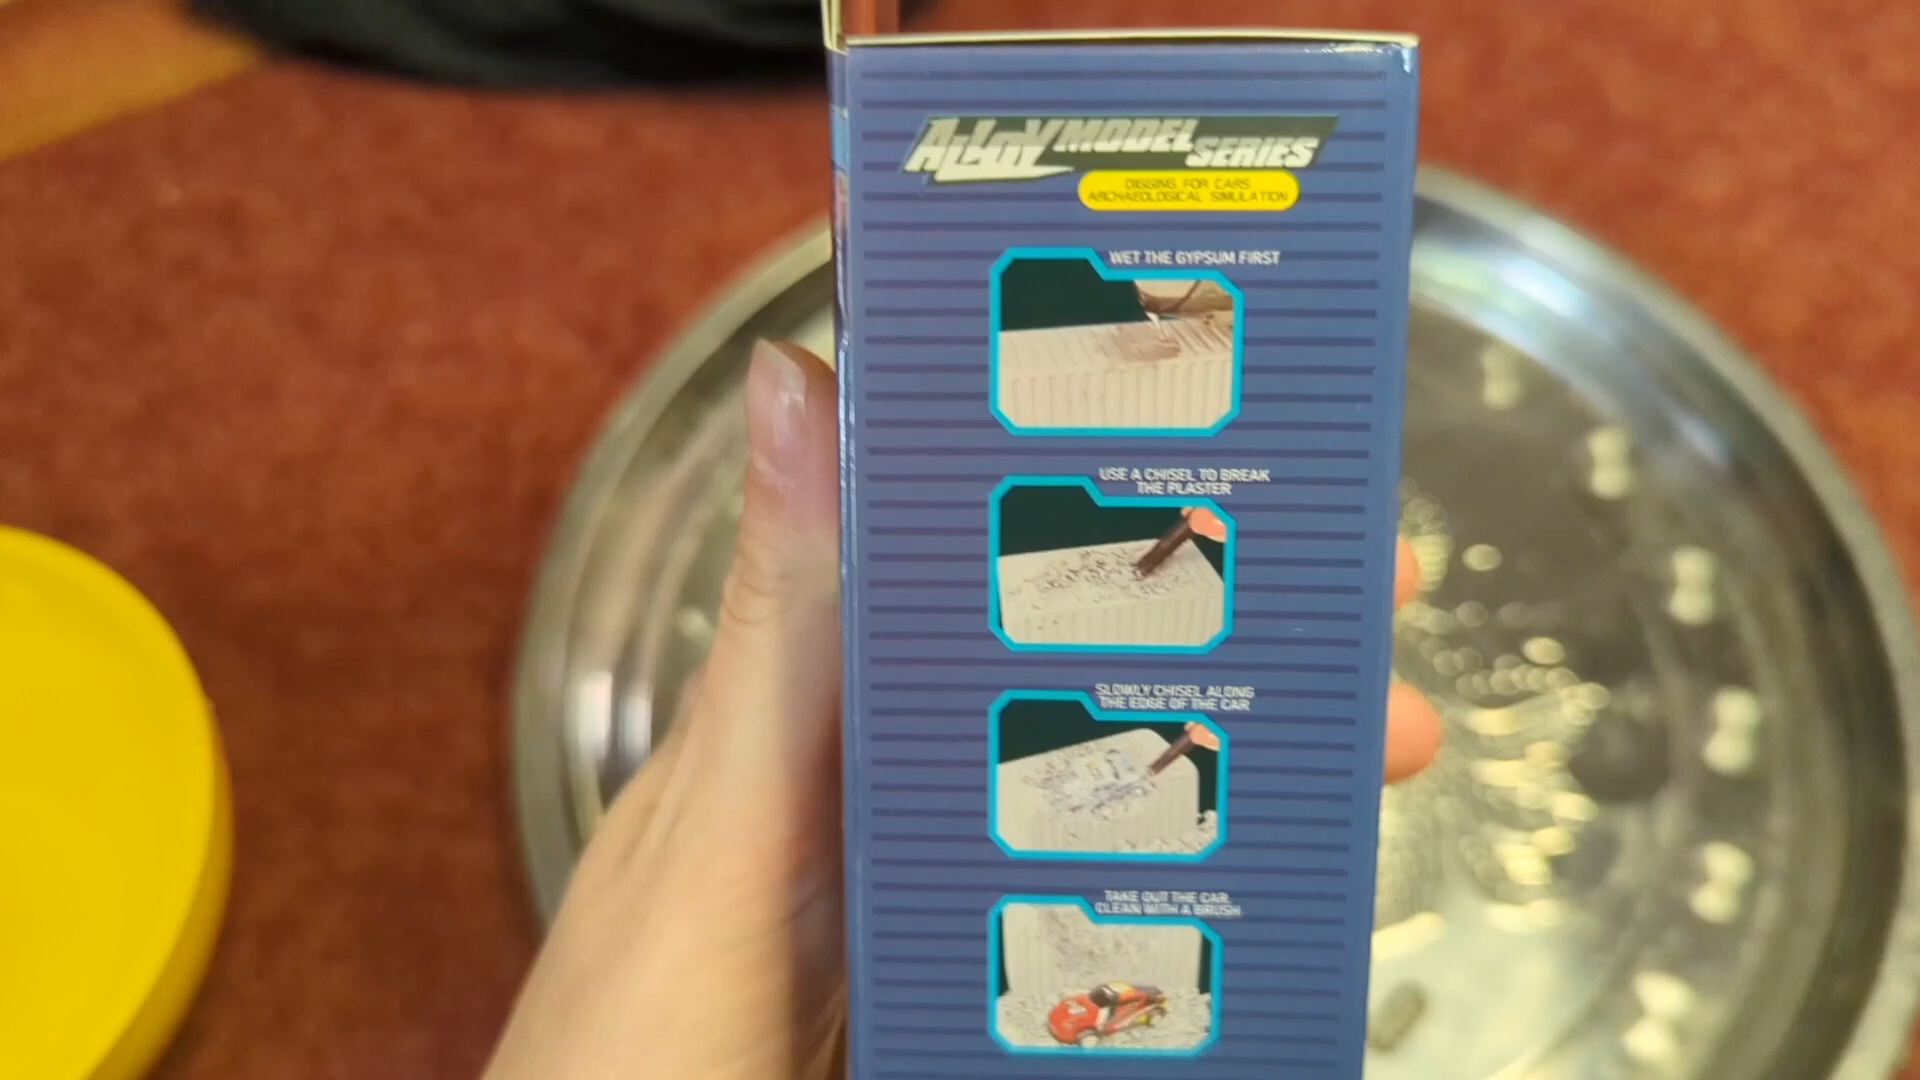 ALLOY MODEL SERIES
DIGGING FOR CARS
ARCHAEOLOGICAL SIMULATION
WET THE GYPSUM FIRST
USE A CHISEL TO BREAK
THE PLASTER
SLOWLY CHISEL ALONG
THE EDGE OF THE CAR
TAKE OUT THE CAR,
CLEAN WITH A BRUSH